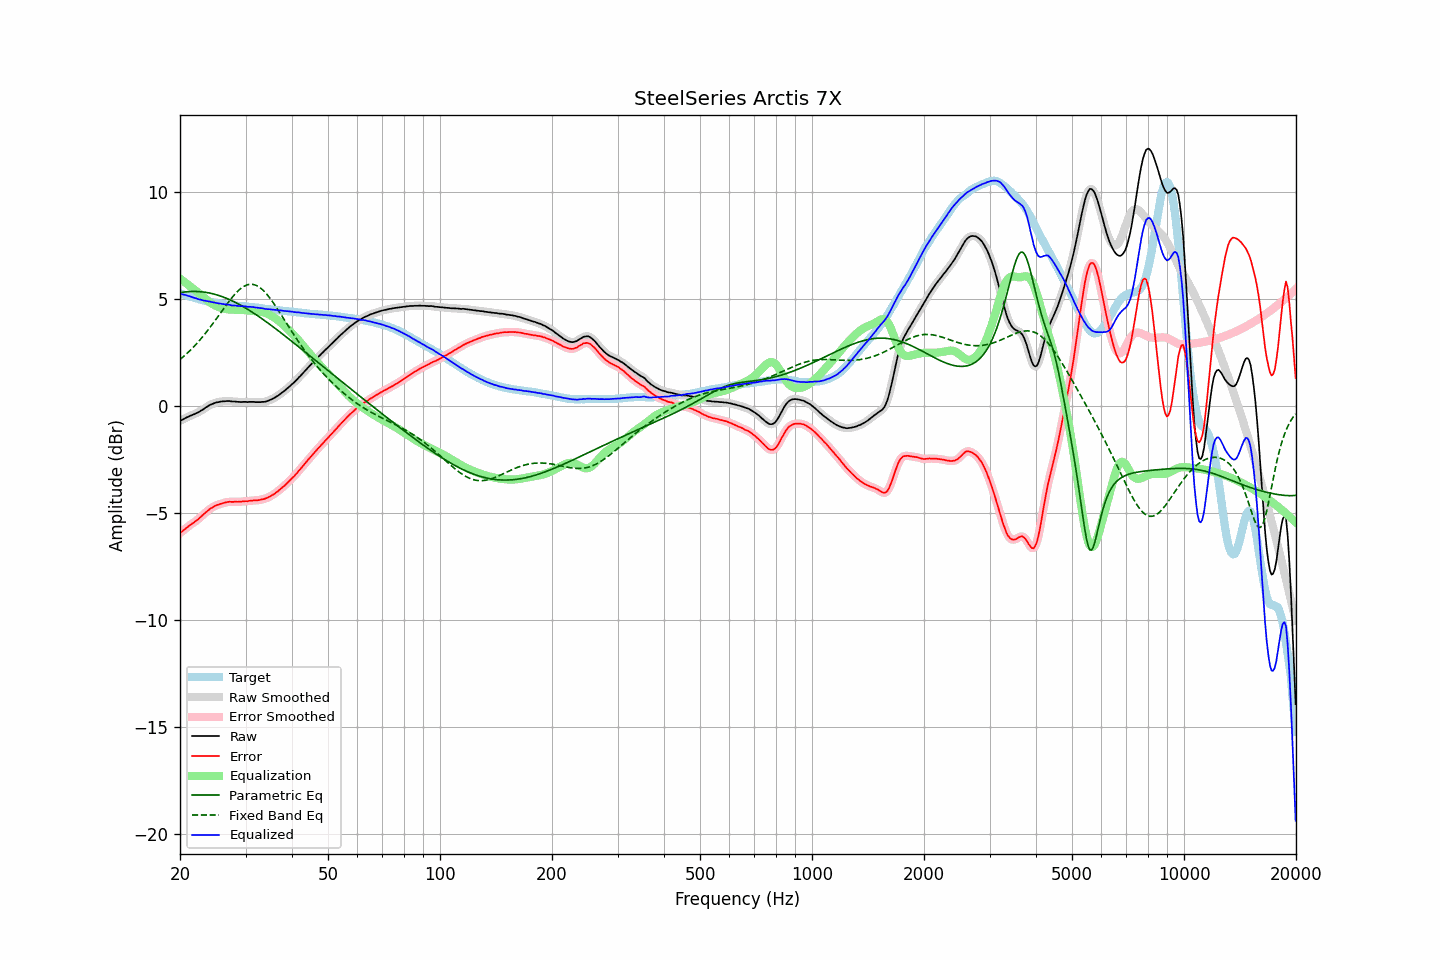 SteelSeries Arctis 7X
Amplitude (dBr)
10
5
0
−5
−10
−15
−20
Target
Raw Smoothed
Error Smoothed
Raw
Error
Equalization
Parametric Eq
Fixed Band Eq
Equalized
20 50 100 200 500 1000 2000 5000 10000 20000
Frequency (Hz)